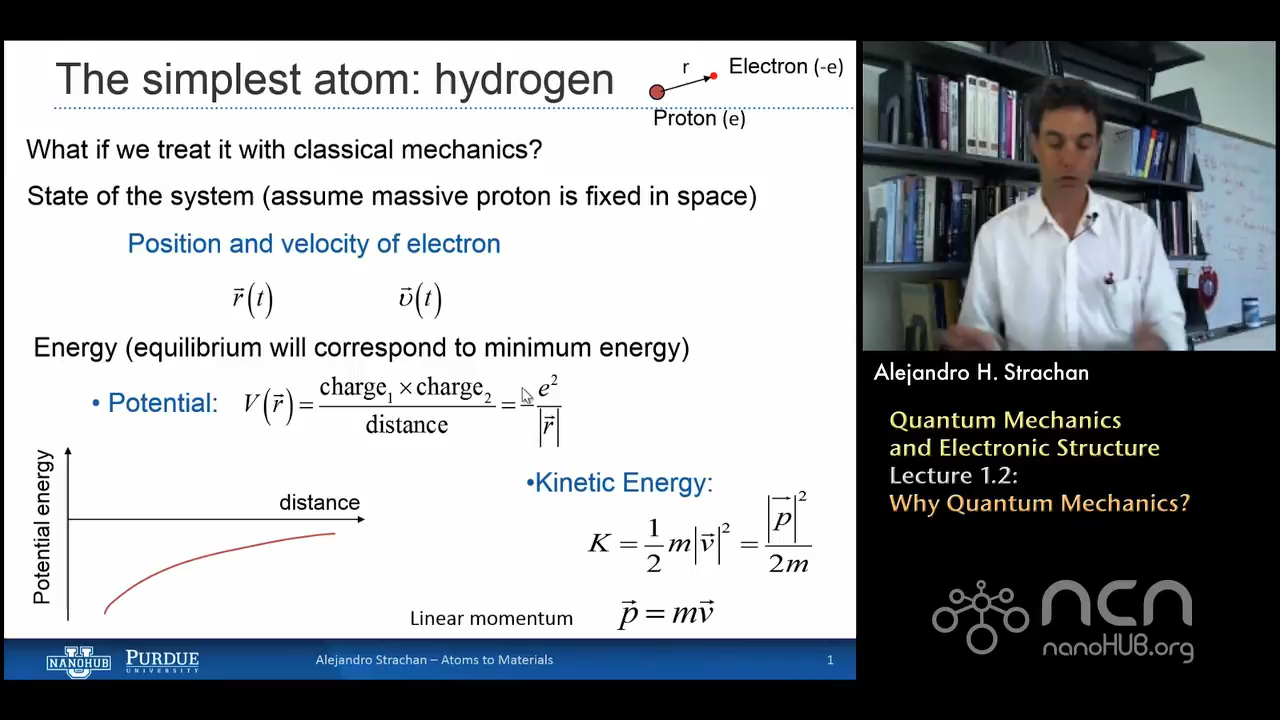 The simplest atom: hydrogen
r
Electron (-e)
Proton (e)
What if we treat it with classical mechanics?
State of the system (assume massive proton is fixed in space)
Position and velocity of electron
r⃗(t) υ⃗(t)
Energy (equilibrium will correspond to minimum energy)
• Potential: V(r⃗) = charge₁ × charge₂ / distance = − e² / |r⃗|
Potential energy
distance
•Kinetic Energy:
K = 1/2 m|v⃗|² = |p⃗|² / 2m
Linear momentum p⃗ = mv⃗
NANOHUB
PURDUE
UNIVERSITY
Alejandro Strachan – Atoms to Materials
1
Alejandro H. Strachan
Quantum Mechanics
and Electronic Structure
Lecture 1.2:
Why Quantum Mechanics?
ncn
nanoHUB.org